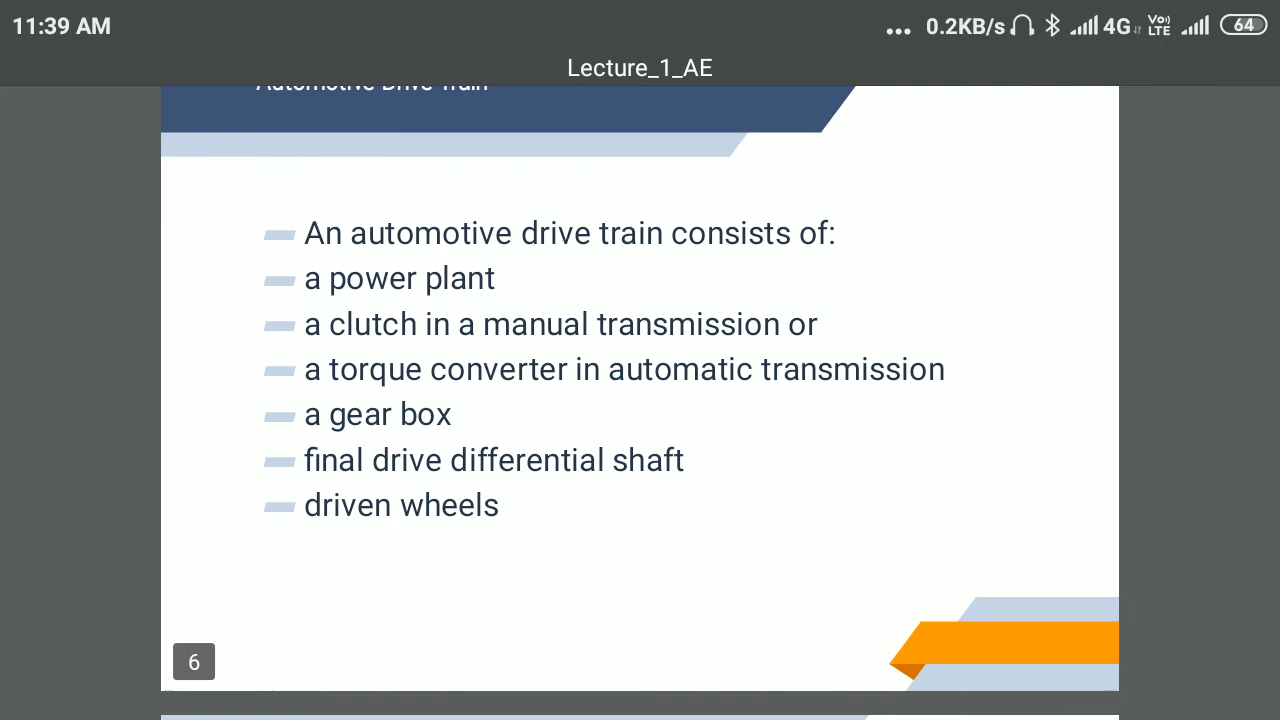 11:39 AM
... 0.2KB/s 4G Vo) LTE 64
Lecture_1_AE
Automotive Drive Train
An automotive drive train consists of:
a power plant
a clutch in a manual transmission or
a torque converter in automatic transmission
a gear box
final drive differential shaft
driven wheels
6